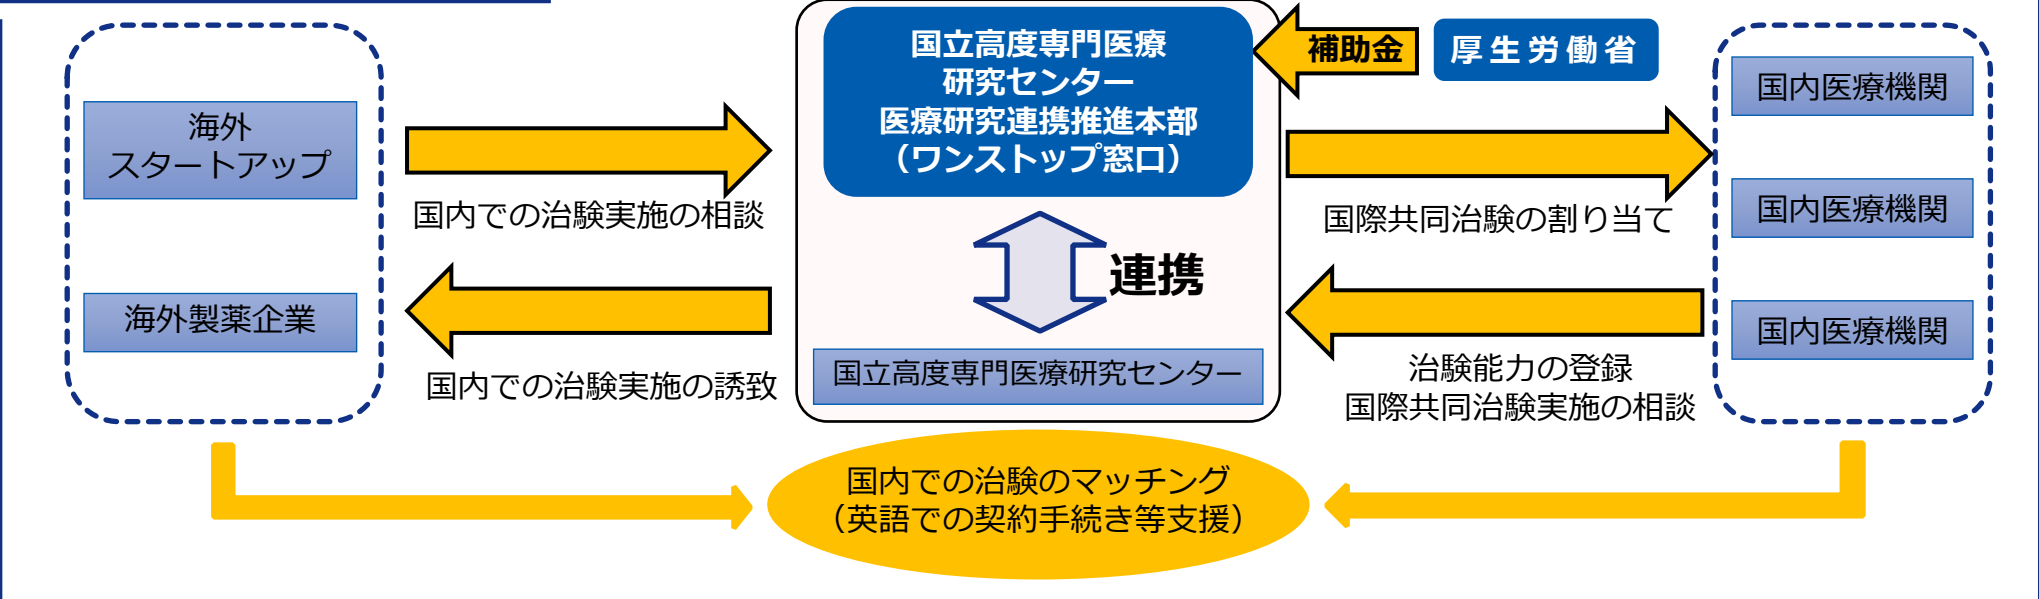 海外
スタートアップ
海外製薬企業
国内での治験実施の相談
国内での治験実施の誘致
国立高度専門医療
研究センター
医療研究連携推進本部
（ワンストップ窓口）
連携
国立高度専門医療研究センター
補助金
厚生労働省
国際共同治験の割り当て
治験能力の登録
国際共同治験実施の相談
国内医療機関
国内医療機関
国内医療機関
国内での治験のマッチング
（英語での契約手続き等支援）